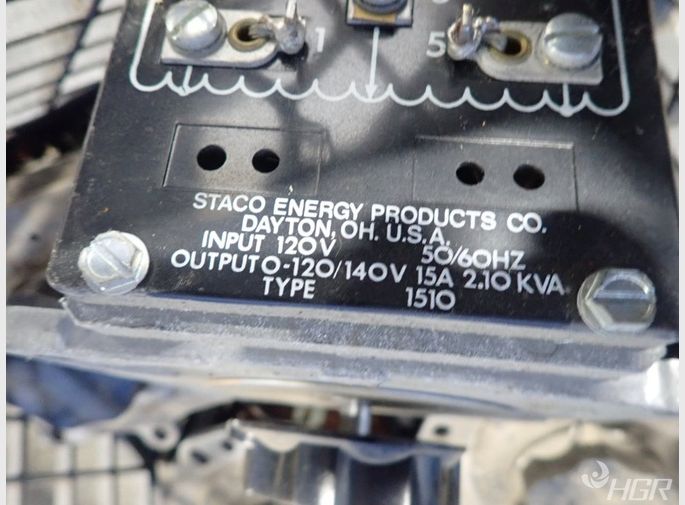 1 5
STACO ENERGY PRODUCTS CO.
DAYTON, OH. U.S.A.
INPUT 120V 50/60HZ
OUTPUT 0-120/140V 15A 2.10 KVA
TYPE 1510
HGR